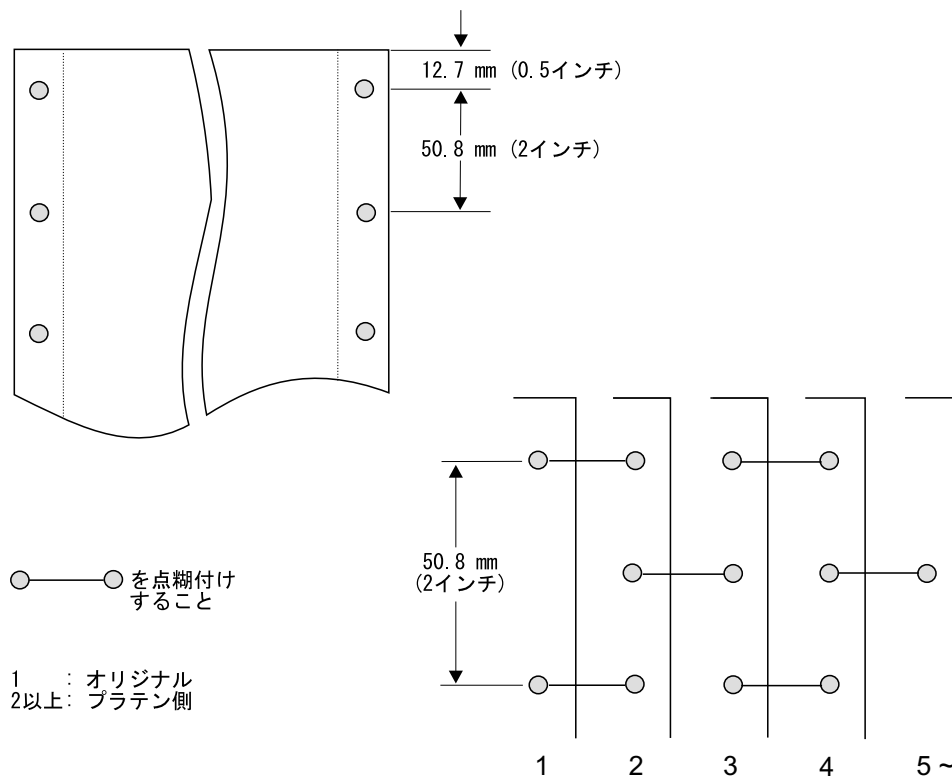 12.7 mm (0.5インチ)
50.8 mm (2インチ)
50.8 mm
(2インチ)
を点糊付け
すること
1 : オリジナル
2以上: プラテン側
1 2 3 4 5 ~